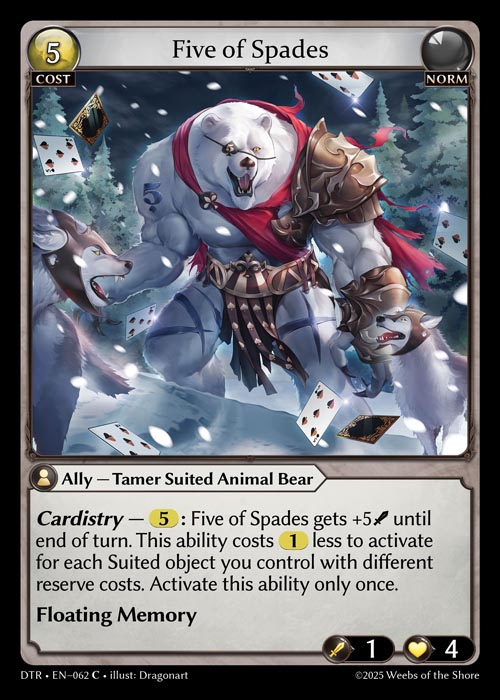 5
Five of Spades
COST
NORM
5
Ally — Tamer Suited Animal Bear
Cardistry — 5 : Five of Spades gets +5 until
end of turn. This ability costs 1 less to activate
for each Suited object you control with different
reserve costs. Activate this ability only once.
Floating Memory
1
4
DTR • EN-062 C • illust: Dragonart
©2025 Weebs of the Shore